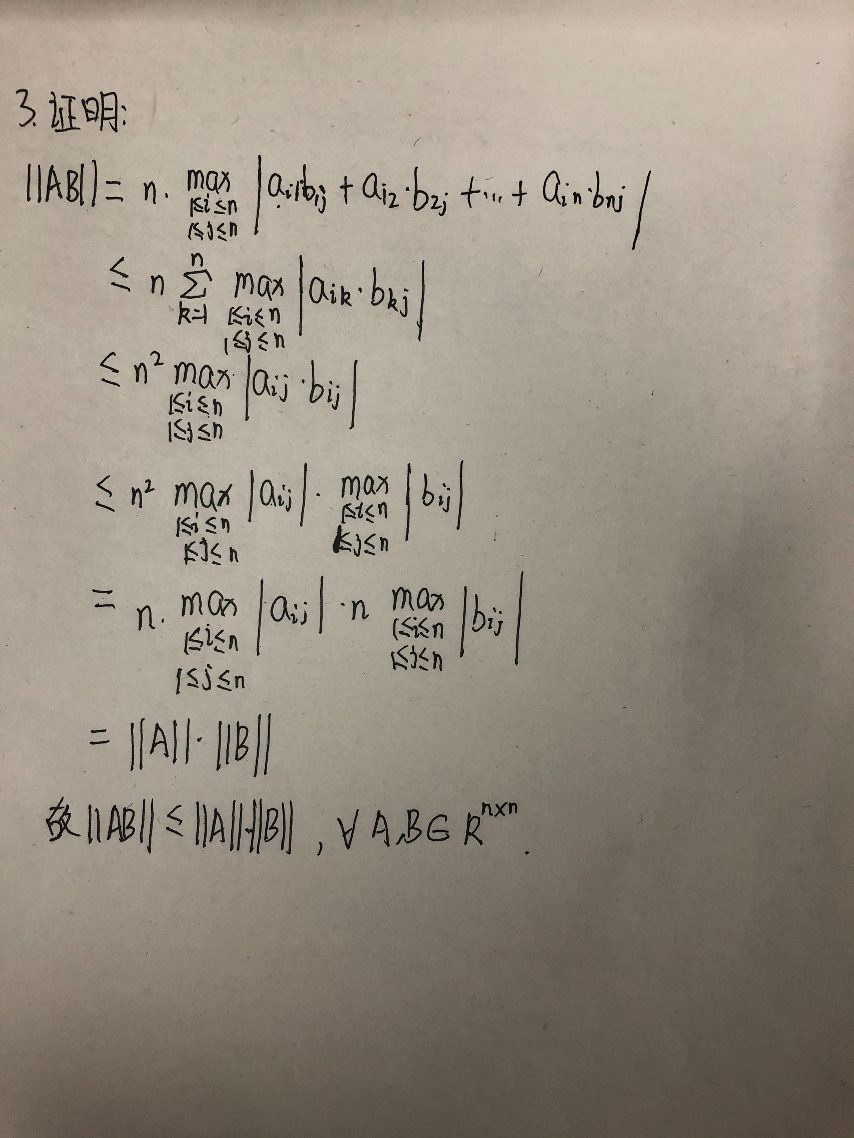 3. 证明:
||AB|| = n · max_{1≤i≤n, 1≤j≤n} |a_{i1}b_{ij} + a_{i2}·b_{2j} + ... + a_{in}·b_{nj}|
≤ n \sum_{k=1}^{n} max_{1≤i≤n, 1≤j≤n} |a_{ik}·b_{kj}|
≤ n² max_{1≤i≤n, 1≤j≤n} |a_{ij}·b_{ij}|
≤ n² max_{1≤i≤n, 1≤j≤n} |a_{ij}| · max_{1≤i≤n, 1≤j≤n} |b_{ij}|
= n · max_{1≤i≤n, 1≤j≤n} |a_{ij}| · n max_{1≤i≤n, 1≤j≤n} |b_{ij}|
= ||A|| · ||B||
故 ||AB|| ≤ ||A||·||B||, ∀ A,B∈ R^{n×n}.